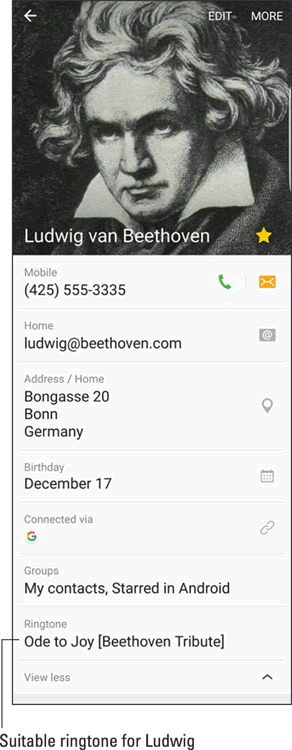 EDIT MORE
Ludwig van Beethoven
Mobile
(425) 555-3335
Home
ludwig@beethoven.com
Address / Home
Bongasse 20
Bonn
Germany
Birthday
December 17
Connected via
Groups
My contacts, Starred in Android
Ringtone
Ode to Joy [Beethoven Tribute]
View less
Suitable ringtone for Ludwig